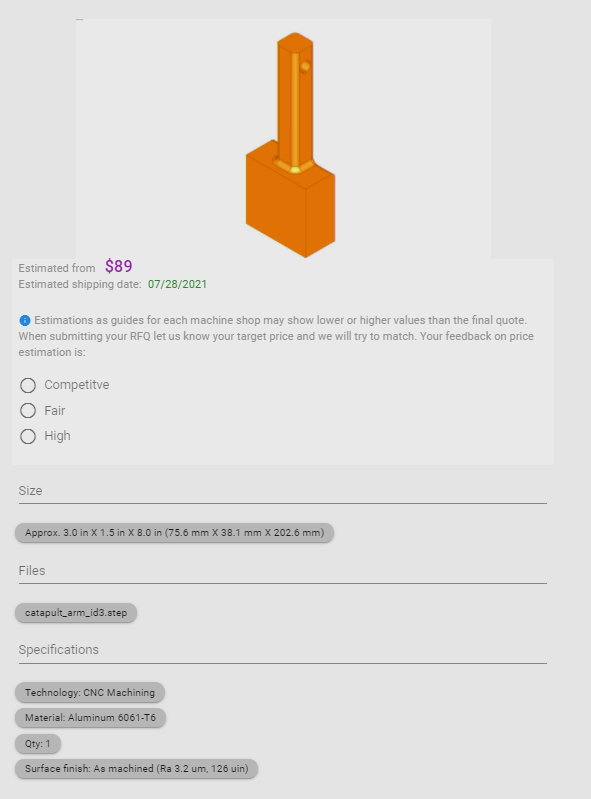 Estimated from $89
Estimated shipping date: 07/28/2021
Estimations as guides for each machine shop may show lower or higher values than the final quote.
When submitting your RFQ let us know your target price and we will try to match. Your feedback on price
estimation is:
Competitve
Fair
High
Size
Approx. 3.0 in X 1.5 in X 8.0 in (75.6 mm X 38.1 mm X 202.6 mm)
Files
catapult_arm_id3.step
Specifications
Technology: CNC Machining
Material: Aluminum 6061-T6
Qty: 1
Surface finish: As machined (Ra 3.2 um, 126 uin)